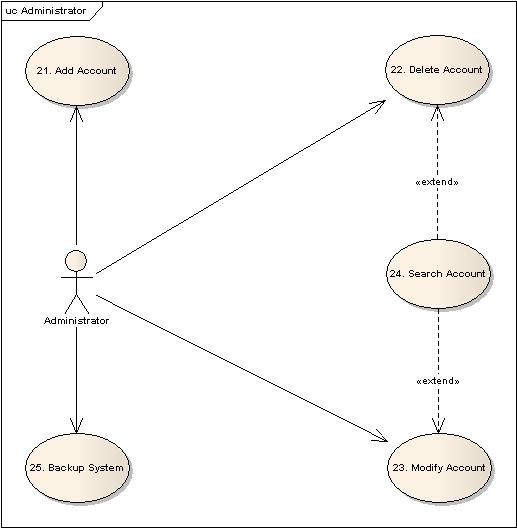 uc Administrator
21. Add Account
22. Delete Account
«extend»
24. Search Account
Administrator
«extend»
25. Backup System
23. Modify Account